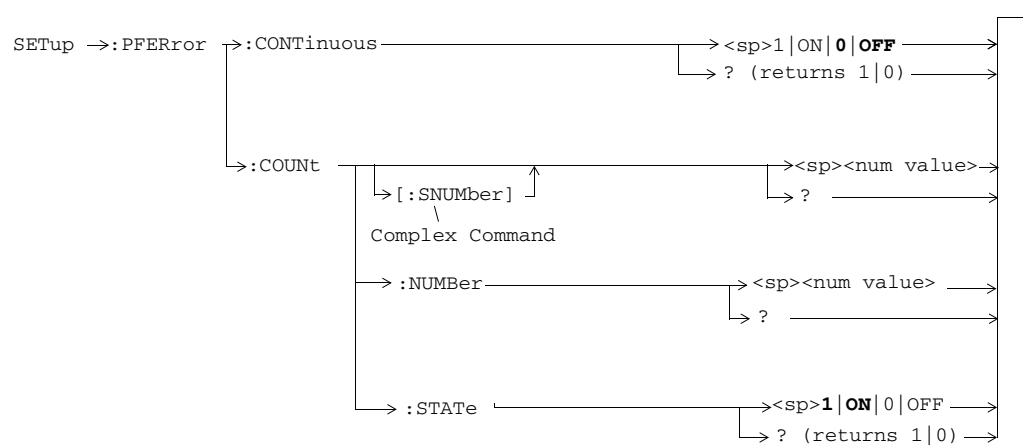 SETup :PFERror :CONTinuous <sp>1|ON|0|OFF
? (returns 1|0)
:COUNt <sp><num value>
[:SNUMber] ?
Complex Command
:NUMBer <sp><num value>
?
:STATe <sp>1|ON|0|OFF
? (returns 1|0)